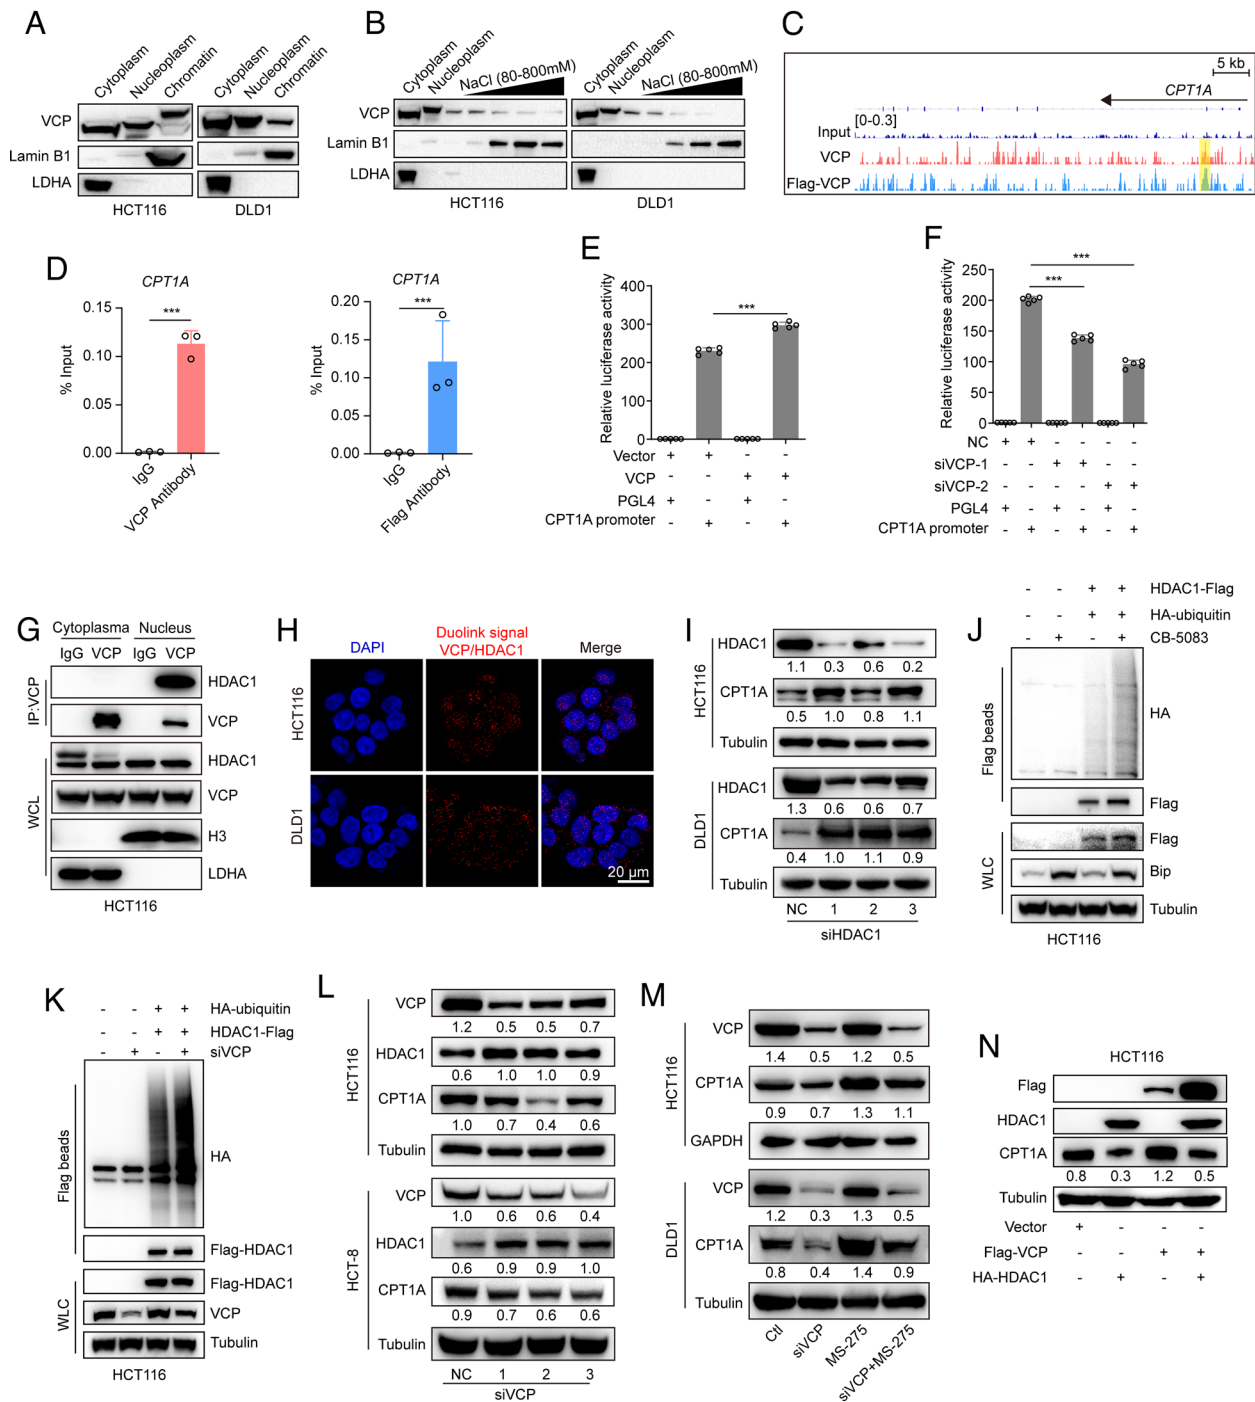 A
Cytoplasm
Nucleoplasm
Chromatin
Cytoplasm
Nucleoplasm
Chromatin
VCP
Lamin B1
LDHA
HCT116
DLD1
B
Cytoplasm
Nucleoplasm
NaCl (80-800mM)
Cytoplasm
Nucleoplasm
NaCl (80-800mM)
VCP
Lamin B1
LDHA
HCT116
DLD1
C
5 kb
CPT1A
[0-0.3]
Input
VCP
Flag-VCP
D
CPT1A
***
% Input
0.15
0.10
0.05
0.00
IgG
VCP Antibody
CPT1A
***
% Input
0.20
0.15
0.10
0.05
0.00
IgG
Flag Antibody
E
Relative luciferase activity
400
300
200
100
0
***
Vector + + - -
VCP - - + +
PGL4 + - + -
CPT1A promoter - + - +
F
Relative luciferase activity
250
200
150
100
50
0
***
***
NC + + - - - -
siVCP-1 - - + + - -
siVCP-2 - - - - + +
PGL4 + - + - + -
CPT1A promoter - + - + - +
G
Cytoplasma Nucleus
IgG VCP IgG VCP
IP:VCP
HDAC1
VCP
WCL
HDAC1
VCP
H3
LDHA
HCT116
H
DAPI
Duolink signal
VCP/HDAC1
Merge
HCT116
DLD1
20 µm
I
HCT116
HDAC1
1.1 0.3 0.6 0.2
CPT1A
0.5 1.0 0.8 1.1
Tubulin
DLD1
HDAC1
1.3 0.6 0.6 0.7
CPT1A
0.4 1.0 1.1 0.9
Tubulin
NC 1 2 3
siHDAC1
J
- - + + HDAC1-Flag
- - + + HA-ubiquitin
- + - + CB-5083
Flag beads
HA
Flag
WLC
Flag
Bip
Tubulin
HCT116
K
- - + + HA-ubiquitin
- - + + HDAC1-Flag
- + - + siVCP
Flag beads
HA
Flag-HDAC1
WLC
Flag-HDAC1
VCP
Tubulin
HCT116
L
HCT116
VCP
1.2 0.5 0.5 0.7
HDAC1
0.6 1.0 1.0 0.9
CPT1A
1.0 0.7 0.4 0.6
Tubulin
HCT-8
VCP
1.0 0.6 0.6 0.4
HDAC1
0.6 0.9 0.9 1.0
CPT1A
0.9 0.7 0.6 0.6
Tubulin
NC 1 2 3
siVCP
M
HCT116
VCP
1.4 0.5 1.2 0.5
CPT1A
0.9 0.7 1.3 1.1
GAPDH
DLD1
VCP
1.2 0.3 1.3 0.5
CPT1A
0.8 0.4 1.4 0.9
Tubulin
Ctl
siVCP
MS-275
siVCP+MS-275
N
HCT116
Flag
HDAC1
CPT1A
0.8 0.3 1.2 0.5
Tubulin
Vector + - - -
Flag-VCP - - + +
HA-HDAC1 - + - +